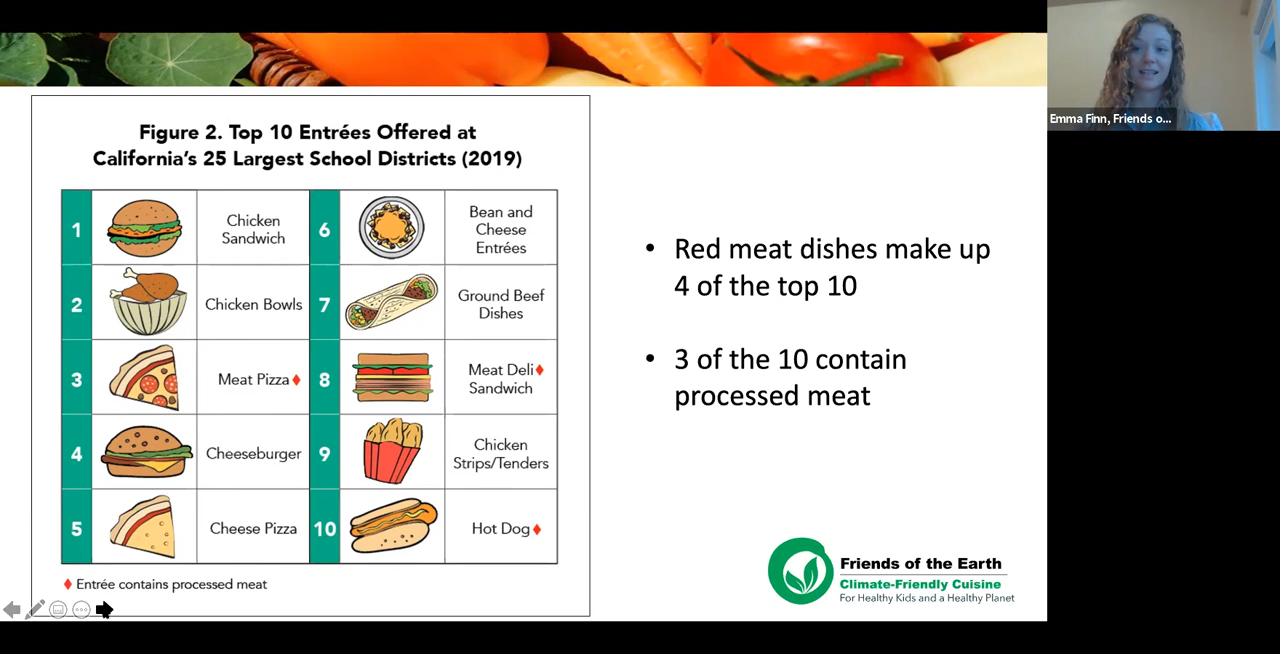 Figure 2. Top 10 Entrées Offered at
California's 25 Largest School Districts (2019)
1
Chicken
Sandwich
2
Chicken Bowls
3
Meat Pizza♦
4
Cheeseburger
5
Cheese Pizza
6
Bean and
Cheese
Entrées
7
Ground Beef
Dishes
8
Meat Deli♦
Sandwich
9
Chicken
Strips/Tenders
10
Hot Dog♦
♦ Entrée contains processed meat
• Red meat dishes make up
4 of the top 10
• 3 of the 10 contain
processed meat
Friends of the Earth
Climate-Friendly Cuisine
For Healthy Kids and a Healthy Planet
Emma Finn, Friends o...